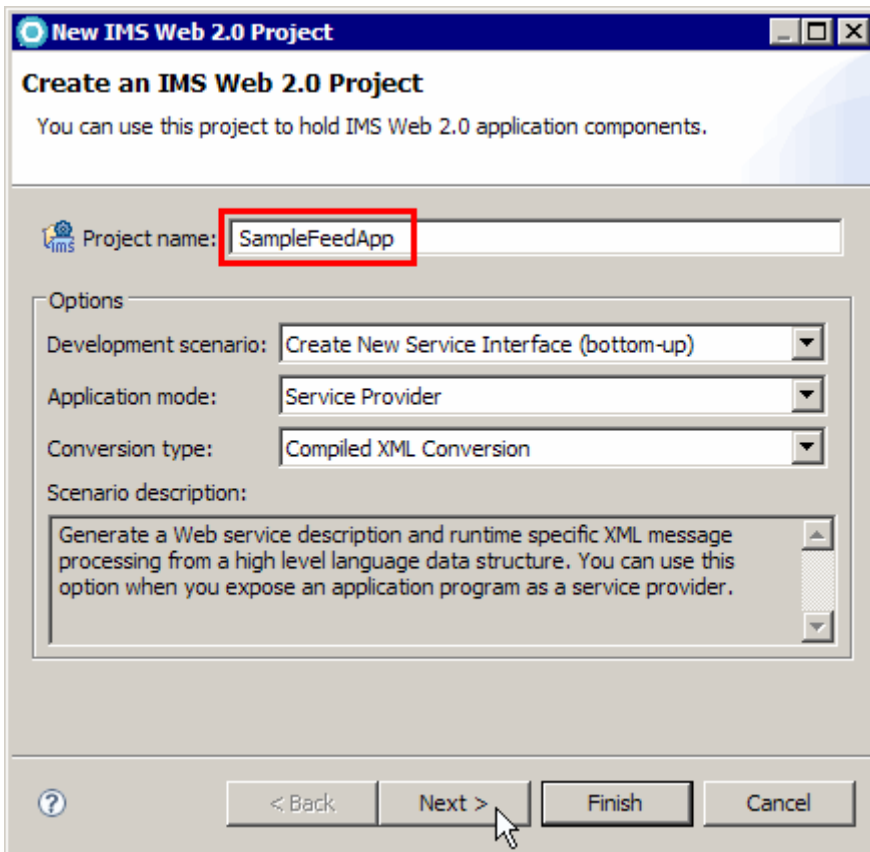 New IMS Web 2.0 Project
Create an IMS Web 2.0 Project
You can use this project to hold IMS Web 2.0 application components.
ims Project name: SampleFeedApp
Options
Development scenario: Create New Service Interface (bottom-up)
Application mode: Service Provider
Conversion type: Compiled XML Conversion
Scenario description:
Generate a Web service description and runtime specific XML message
processing from a high level language data structure. You can use this
option when you expose an application program as a service provider.
? < Back Next > Finish Cancel